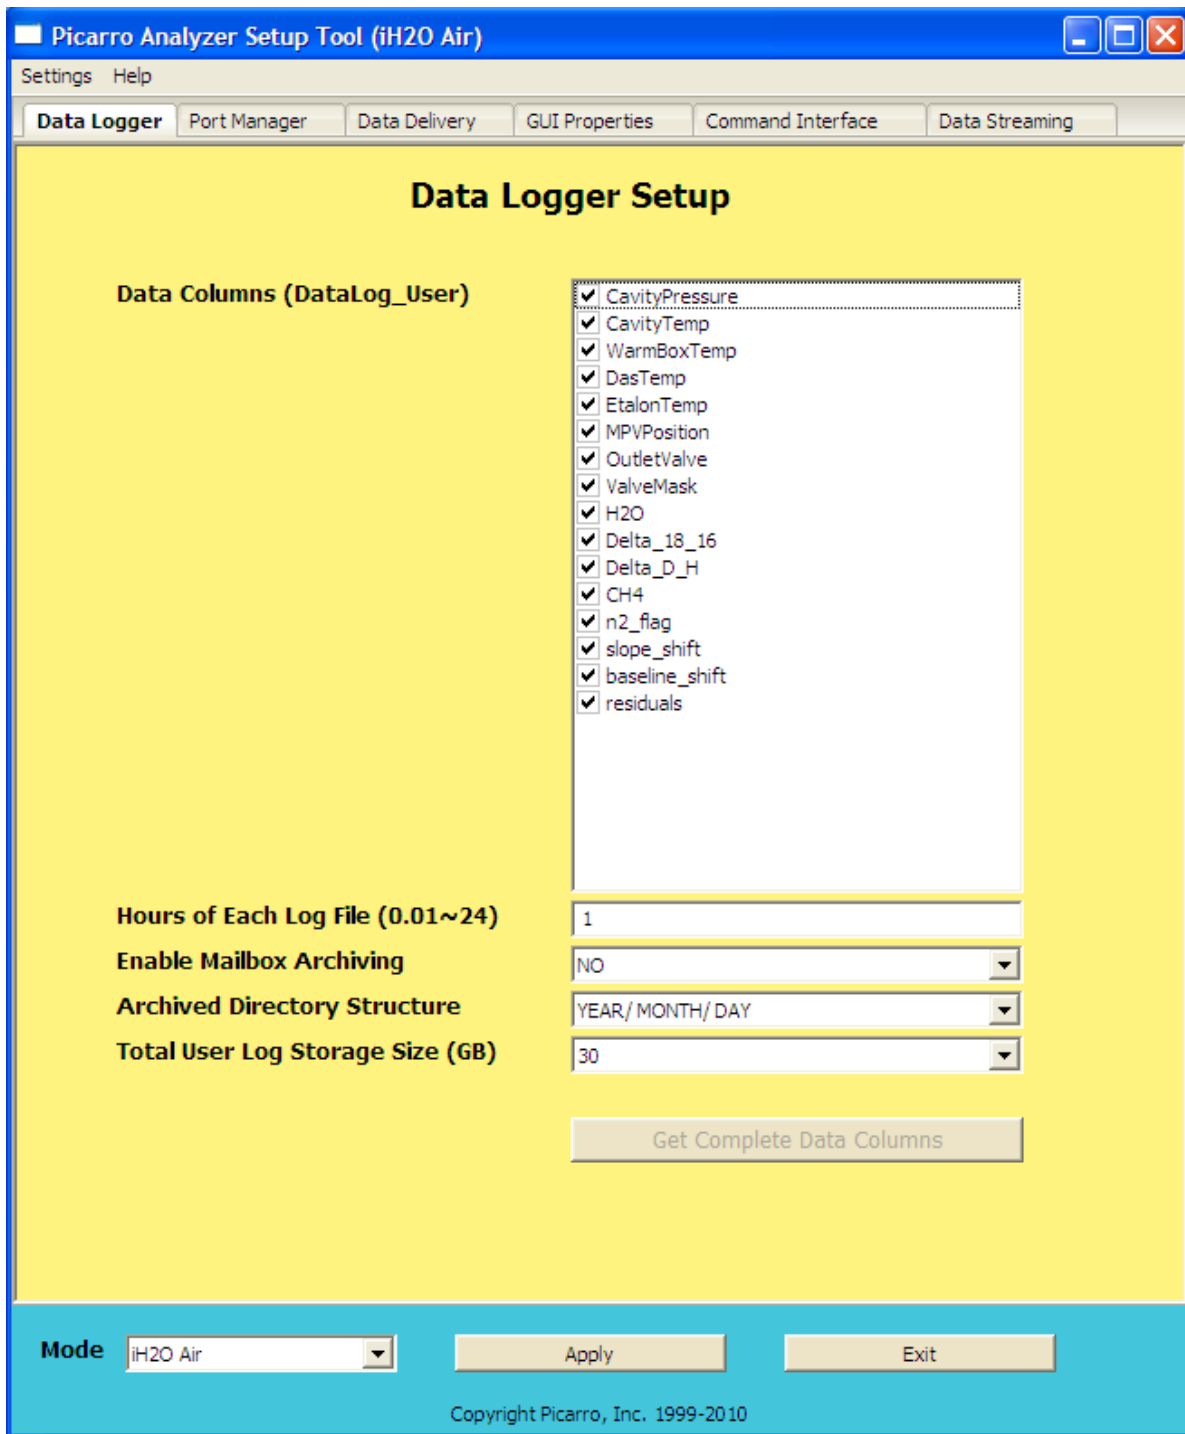 Picarro Analyzer Setup Tool (iH2O Air)
Settings Help
Data Logger Port Manager Data Delivery GUI Properties Command Interface Data Streaming
Data Logger Setup
Data Columns (DataLog_User)
CavityPressure
CavityTemp
WarmBoxTemp
DasTemp
EtalonTemp
MPVPosition
OutletValve
ValveMask
H2O
Delta_18_16
Delta_D_H
CH4
n2_flag
slope_shift
baseline_shift
residuals
Hours of Each Log File (0.01~24) 1
Enable Mailbox Archiving NO
Archived Directory Structure YEAR/ MONTH/ DAY
Total User Log Storage Size (GB) 30
Get Complete Data Columns
Mode iH2O Air Apply Exit
Copyright Picarro, Inc. 1999-2010